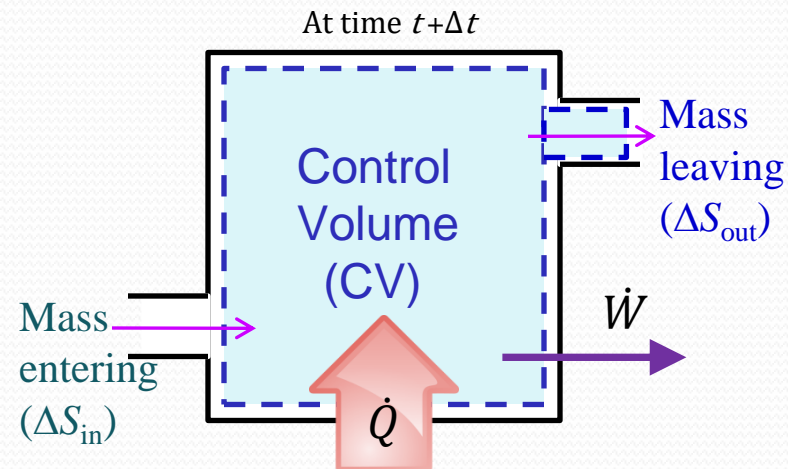 At time t+Δt
Control
Volume
(CV)
Mass
leaving
(ΔS_out)
Ẇ
Mass
entering
(ΔS_in)
Q̇